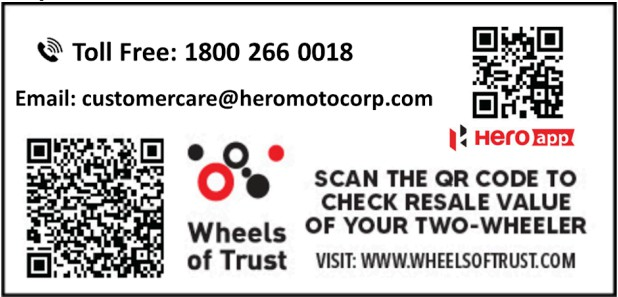 Toll Free: 1800 266 0018
Email: customercare@heromotocorp.com
Hero app
Wheels
of Trust
SCAN THE QR CODE TO
CHECK RESALE VALUE
OF YOUR TWO-WHEELER
VISIT: WWW.WHEELSOFTRUST.COM